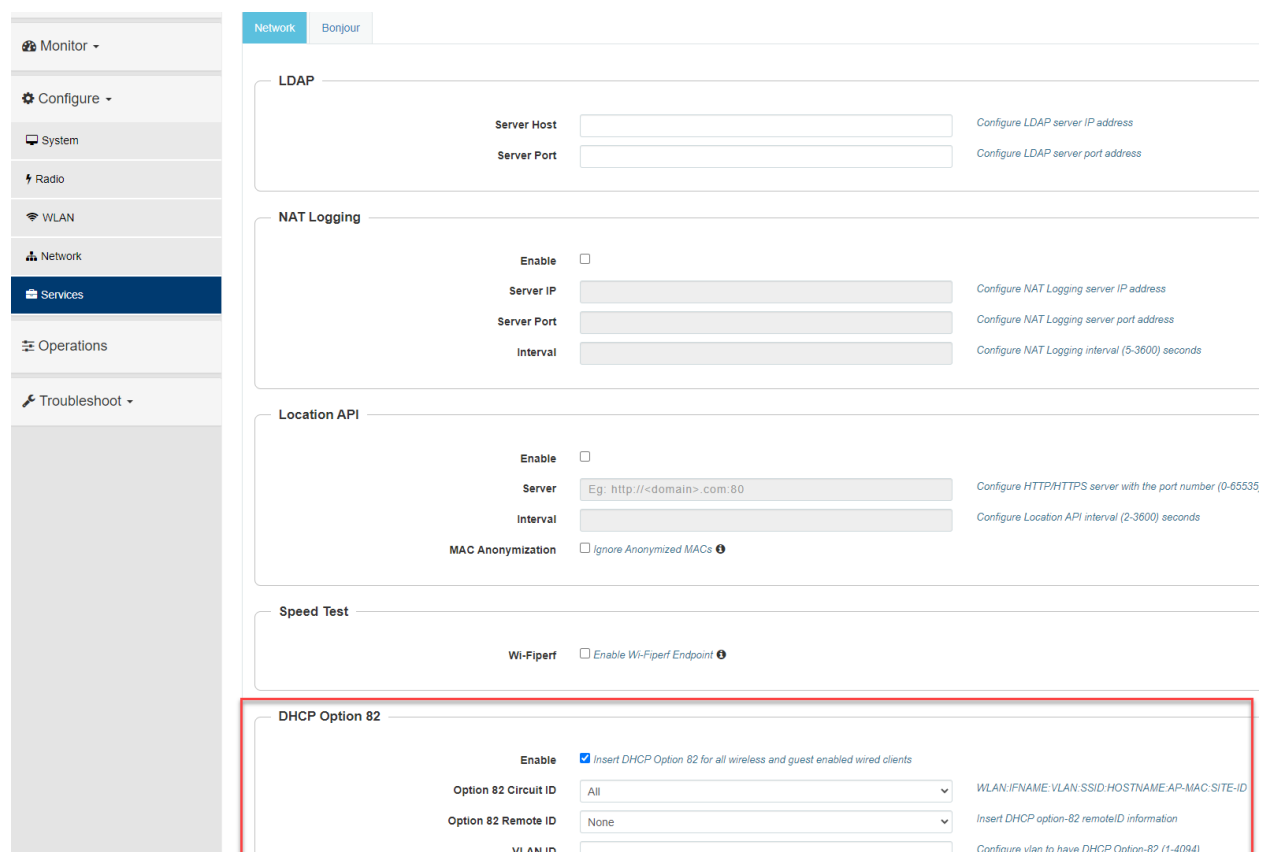 Monitor
Configure
System
Radio
WLAN
Network
Services
Operations
Troubleshoot
Network Bonjour
LDAP
Server Host Configure LDAP server IP address
Server Port Configure LDAP server port address
NAT Logging
Enable
Server IP Configure NAT Logging server IP address
Server Port Configure NAT Logging server port address
Interval Configure NAT Logging interval (5-3600) seconds
Location API
Enable
Server Eg: http://<domain>.com:80 Configure HTTP/HTTPS server with the port number (0-65535)
Interval Configure Location API interval (2-3600) seconds
MAC Anonymization Ignore Anonymized MACs
Speed Test
Wi-Fiperf Enable Wi-Fiperf Endpoint
DHCP Option 82
Enable Insert DHCP Option 82 for all wireless and guest enabled wired clients
Option 82 Circuit ID All WLAN:IFNAME:VLAN:SSID:HOSTNAME:AP-MAC:SITE-ID
Option 82 Remote ID None Insert DHCP option-82 remoteID information
VLAN ID Configure vlan to have DHCP Option-82 (1-4094)